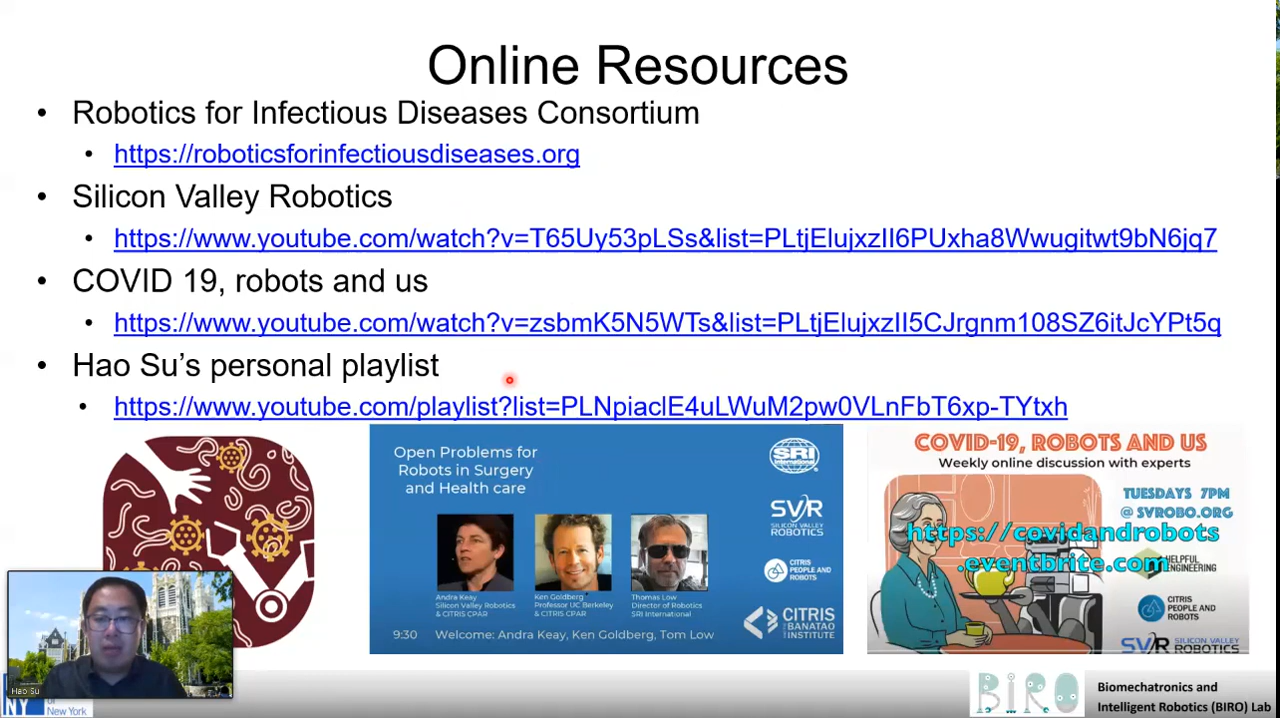 Online Resources
• Robotics for Infectious Diseases Consortium
• https://roboticsforinfectiousdiseases.org
• Silicon Valley Robotics
• https://www.youtube.com/watch?v=T65Uy53pLSs&list=PLtjElujxzII6PUxha8Wwugitwt9bN6jq7
• COVID 19, robots and us
• https://www.youtube.com/watch?v=zsbmK5N5WTs&list=PLtjElujxzII5CJrgnm108SZ6itJcYPt5q
• Hao Su’s personal playlist
• https://www.youtube.com/playlist?list=PLNpiaclE4uLWuM2pw0VLnFbT6xp-TYtxh
Open Problems for
Robots in Surgery
and Health care
SRI
International
SVR
SILICON VALLEY
ROBOTICS
CITRIS
PEOPLE AND
ROBOTS
CITRIS
AND THE
BANATAO
INSTITUTE
Andra Keay
Silicon Valley Robotics
& CITRIS CPAR
Ken Goldberg
Professor UC Berkeley
& CITRIS CPAR
Thomas Low
Director of Robotics
SRI International
9:30 Welcome: Andra Keay, Ken Goldberg, Tom Low
COVID-19, ROBOTS AND US
Weekly online discussion with experts
TUESDAYS 7PM
@ SVROBO.ORG
https://covidandrobots
.eventbrite.com
HELPFUL
ENGINEERING
CITRIS
PEOPLE AND
ROBOTS
SVR SILICON VALLEY
ROBOTICS
Hao Su
NY
of New York
BIRO
Biomechatronics and
Intelligent Robotics (BIRO) Lab